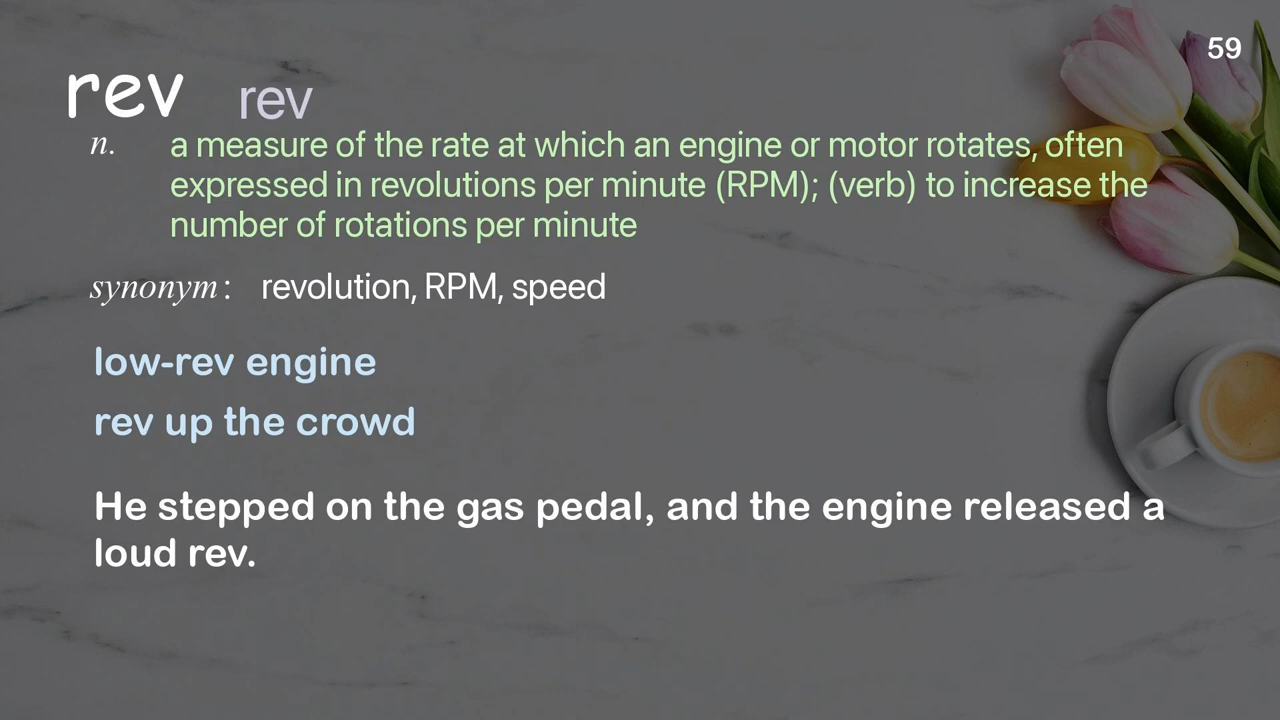 59
rev rev
n. a measure of the rate at which an engine or motor rotates, often
expressed in revolutions per minute (RPM); (verb) to increase the
number of rotations per minute
synonym: revolution, RPM, speed
low-rev engine
rev up the crowd
He stepped on the gas pedal, and the engine released a
loud rev.